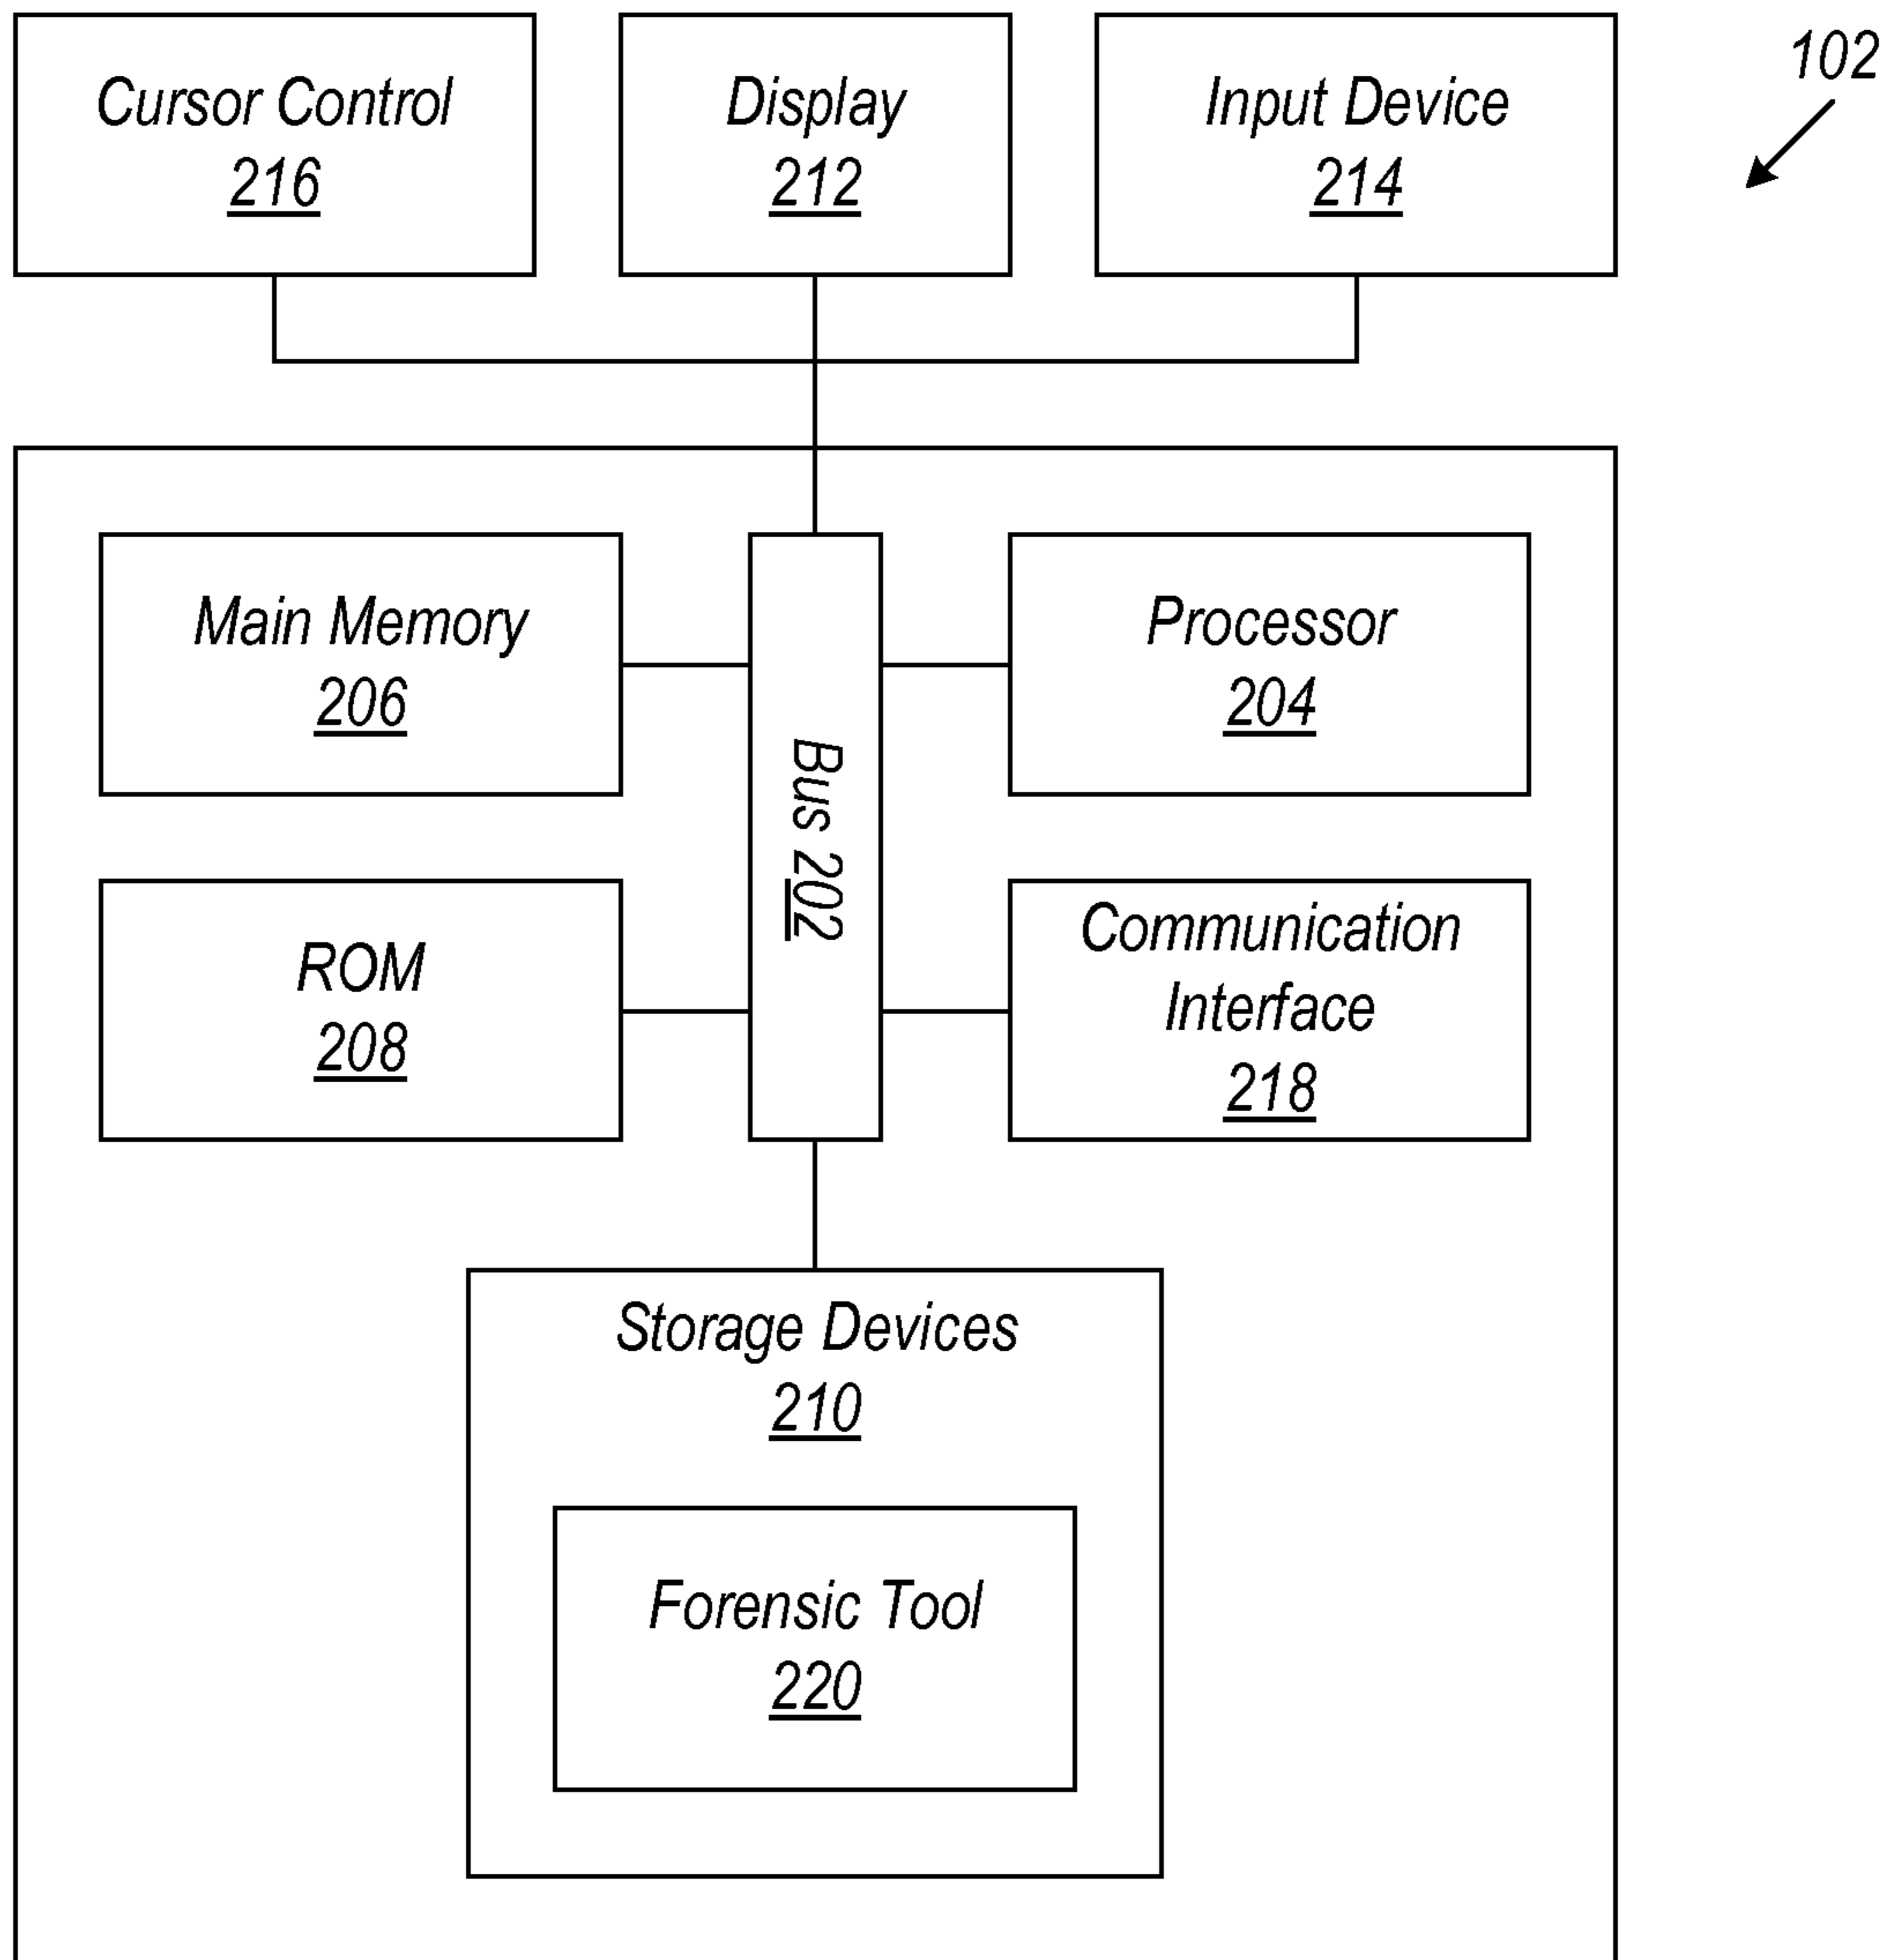 Cursor Control
216
Display
212
Input Device
214
102
Main Memory
206
Processor
204
Bus 202
ROM
208
Communication
Interface
218
Storage Devices
210
Forensic Tool
220